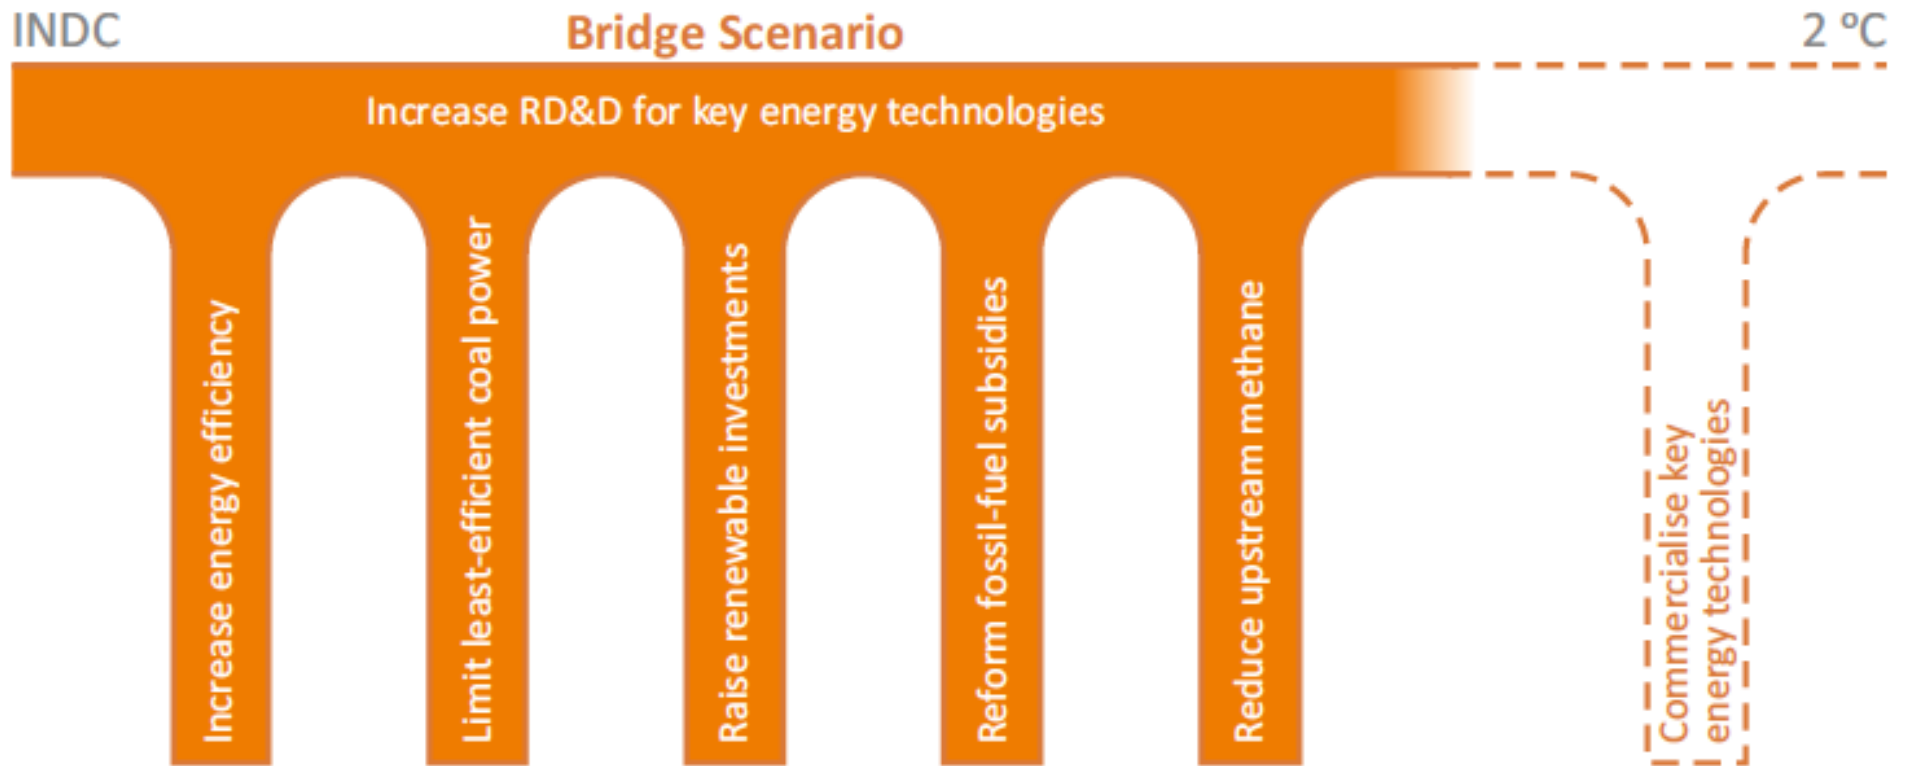 INDC
Bridge Scenario
2 °C
Increase RD&D for key energy technologies
Increase energy efficiency
Limit least-efficient coal power
Raise renewable investments
Reform fossil-fuel subsidies
Reduce upstream methane
Commercialise key
energy technologies